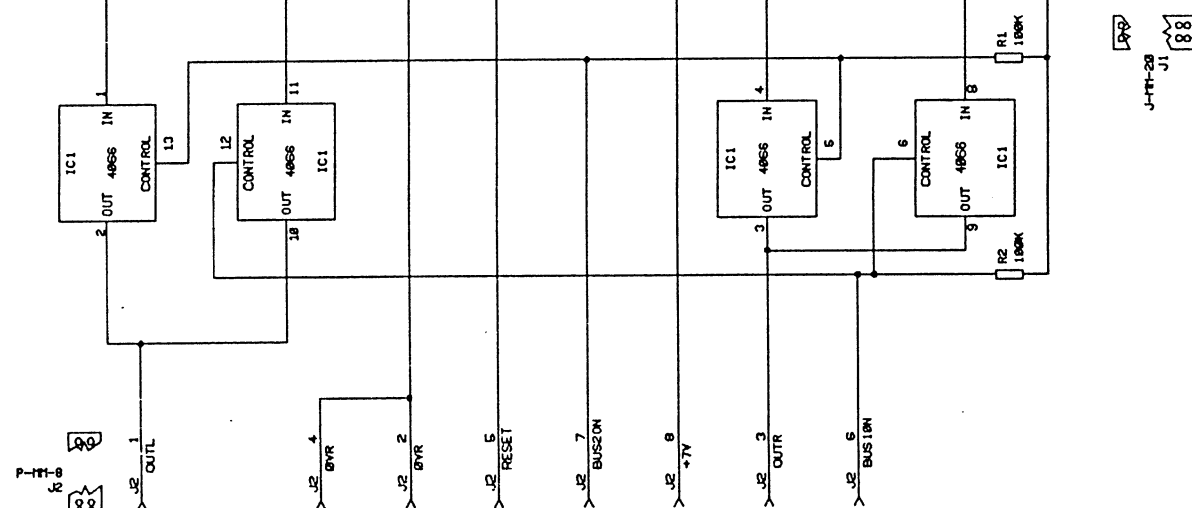 R1
100K
J-MM-20
J1
1
IN
IC1
4066
CONTROL
13
OUT
2
11
IN
12
CONTROL
4066
IC1
OUT
10
4
IN
IC1
4066
CONTROL
5
OUT
3
8
IN
6
CONTROL
4066
IC1
OUT
9
R2
100K
P-MM-8
J2
1
OUTL
J2
4
0VR
J2
2
0VR
J2
5
RESET
J2
7
BUS2ON
J2
8
+7V
J2
3
OUTR
J2
6
BUS1ON